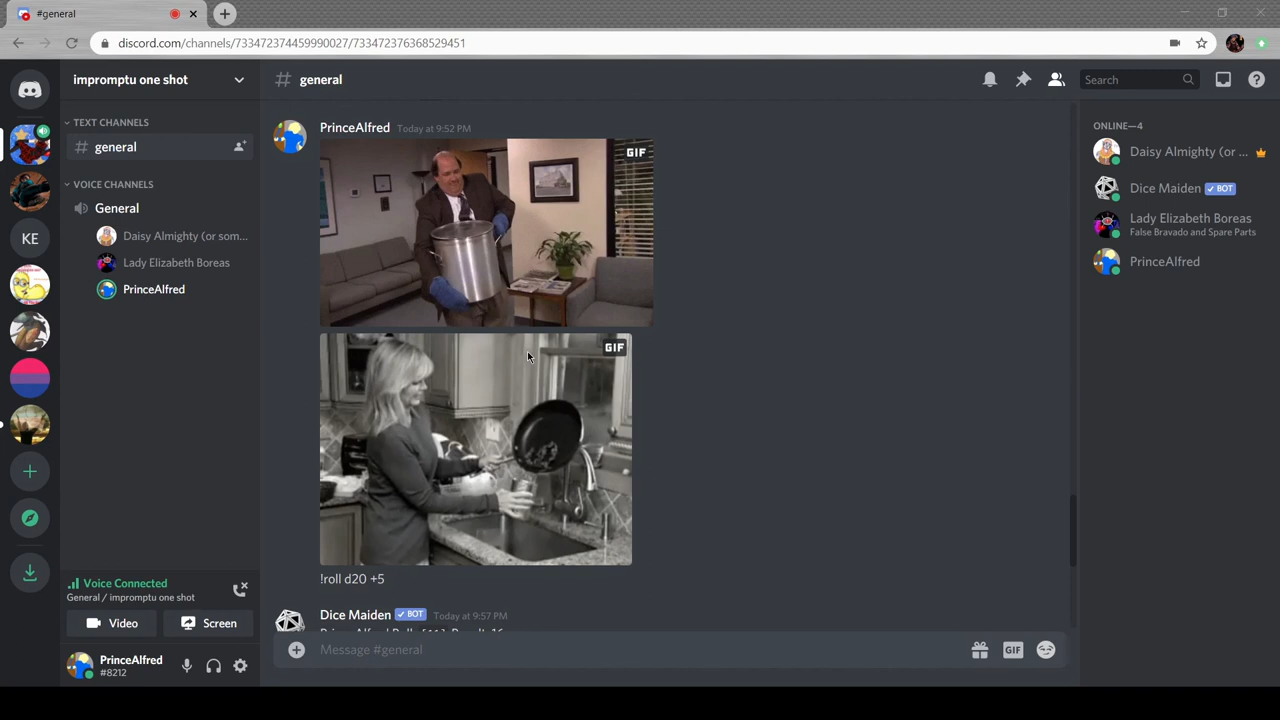 #general
discord.com/channels/733472374459990027/733472376368529451
impromptu one shot
# general
Search
TEXT CHANNELS
# general
VOICE CHANNELS
General
Daisy Almighty (or som...
Lady Elizabeth Boreas
PrinceAlfred
KE
PrinceAlfred Today at 9:52 PM
GIF
GIF
!roll d20 +5
Dice Maiden BOT Today at 9:57 PM
Message #general
GIF
Voice Connected
General / impromptu one shot
Video
Screen
PrinceAlfred
#8212
ONLINE—4
Daisy Almighty (or ...
Dice Maiden BOT
Lady Elizabeth Boreas
False Bravado and Spare Parts
PrinceAlfred